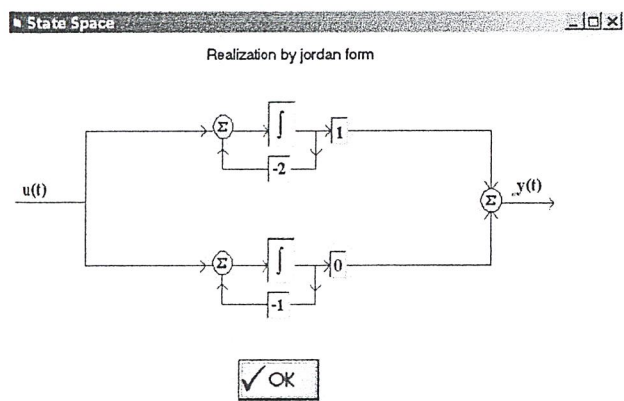 State Space
Realization by jordan form
Σ
∫
1
-2
u(t)
Σ
y(t)
Σ
∫
0
-1
OK